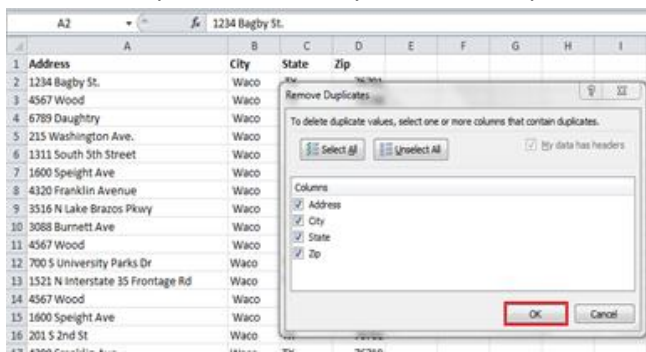 A2 fx 1234 Bagby St.
A B C D E F G H I
1 Address City State Zip
2 1234 Bagby St. Waco TX 76701
3 4567 Wood Waco
4 6789 Daughtry Waco
5 215 Washington Ave. Waco
6 1311 South 5th Street Waco
7 1600 Speight Ave Waco
8 4320 Franklin Avenue Waco
9 3516 N Lake Brazos Pkwy Waco
10 3088 Burnett Ave Waco
11 4567 Wood Waco
12 700 S University Parks Dr Waco
13 1521 N Interstate 35 Frontage Rd Waco
14 4567 Wood Waco
15 1600 Speight Ave Waco
16 201 S 2nd St Waco TX 76701
Remove Duplicates
To delete duplicate values, select one or more columns that contain duplicates.
Select All Unselect All My data has headers
Columns
Address
City
State
Zip
OK Cancel